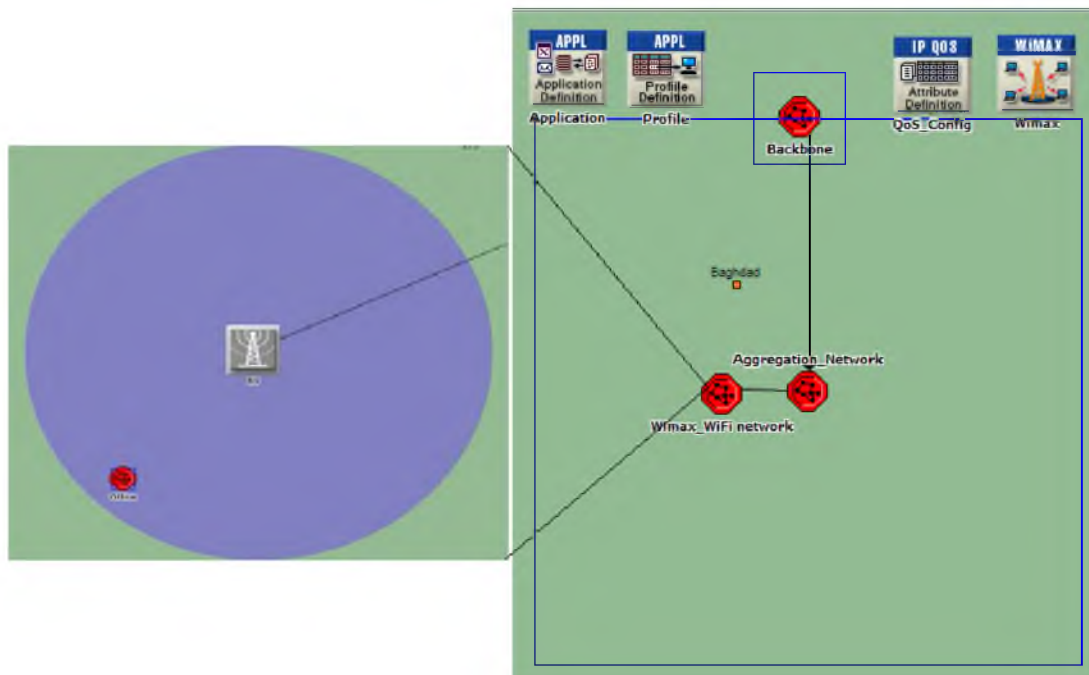 APPL
Application
Definition
Application
APPL
Profile
Definition
Profile
IP QOS
Attribute
Definition
QoS_Config
WiMAX
Wimax
Backbone
Baghdad
Aggregation_Network
Wimax_WiFi network
Office